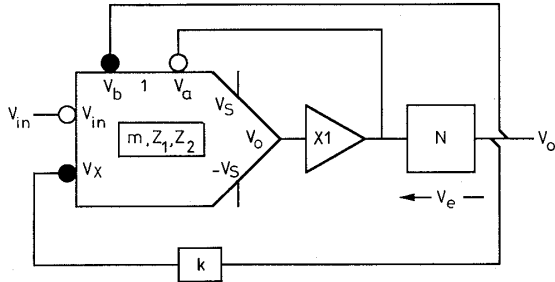 V_b 1 V_a
V_in V_in V_S
m, Z_1, Z_2 V_o X1 N V_o
V_X -V_S
V_e
k